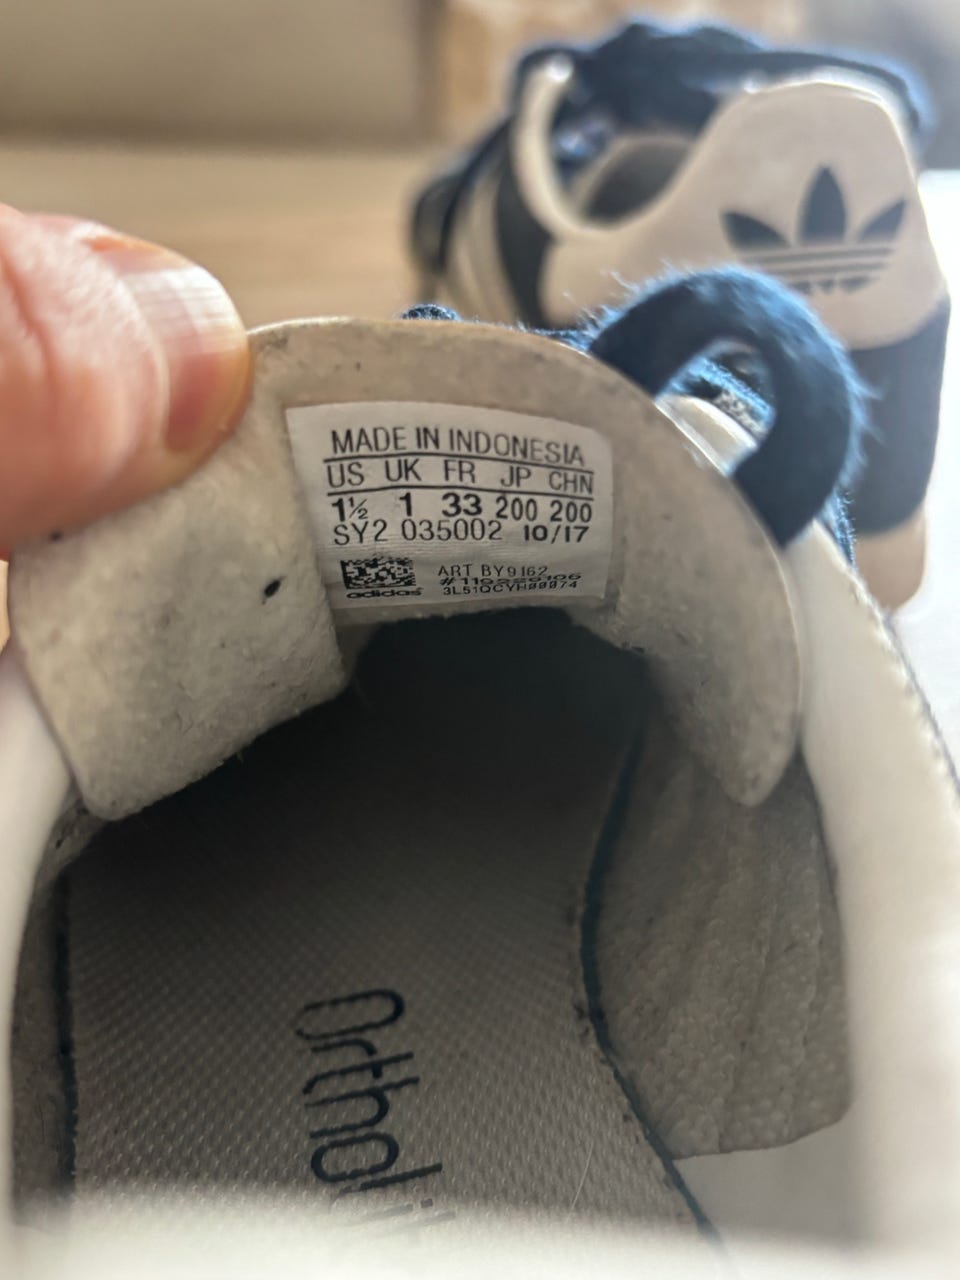 MADE IN INDONESIA
US UK FR JP CHN
1½ 1 33 200 200
SY2 035002 10/17
ART BY9162
adidas
Ortholi